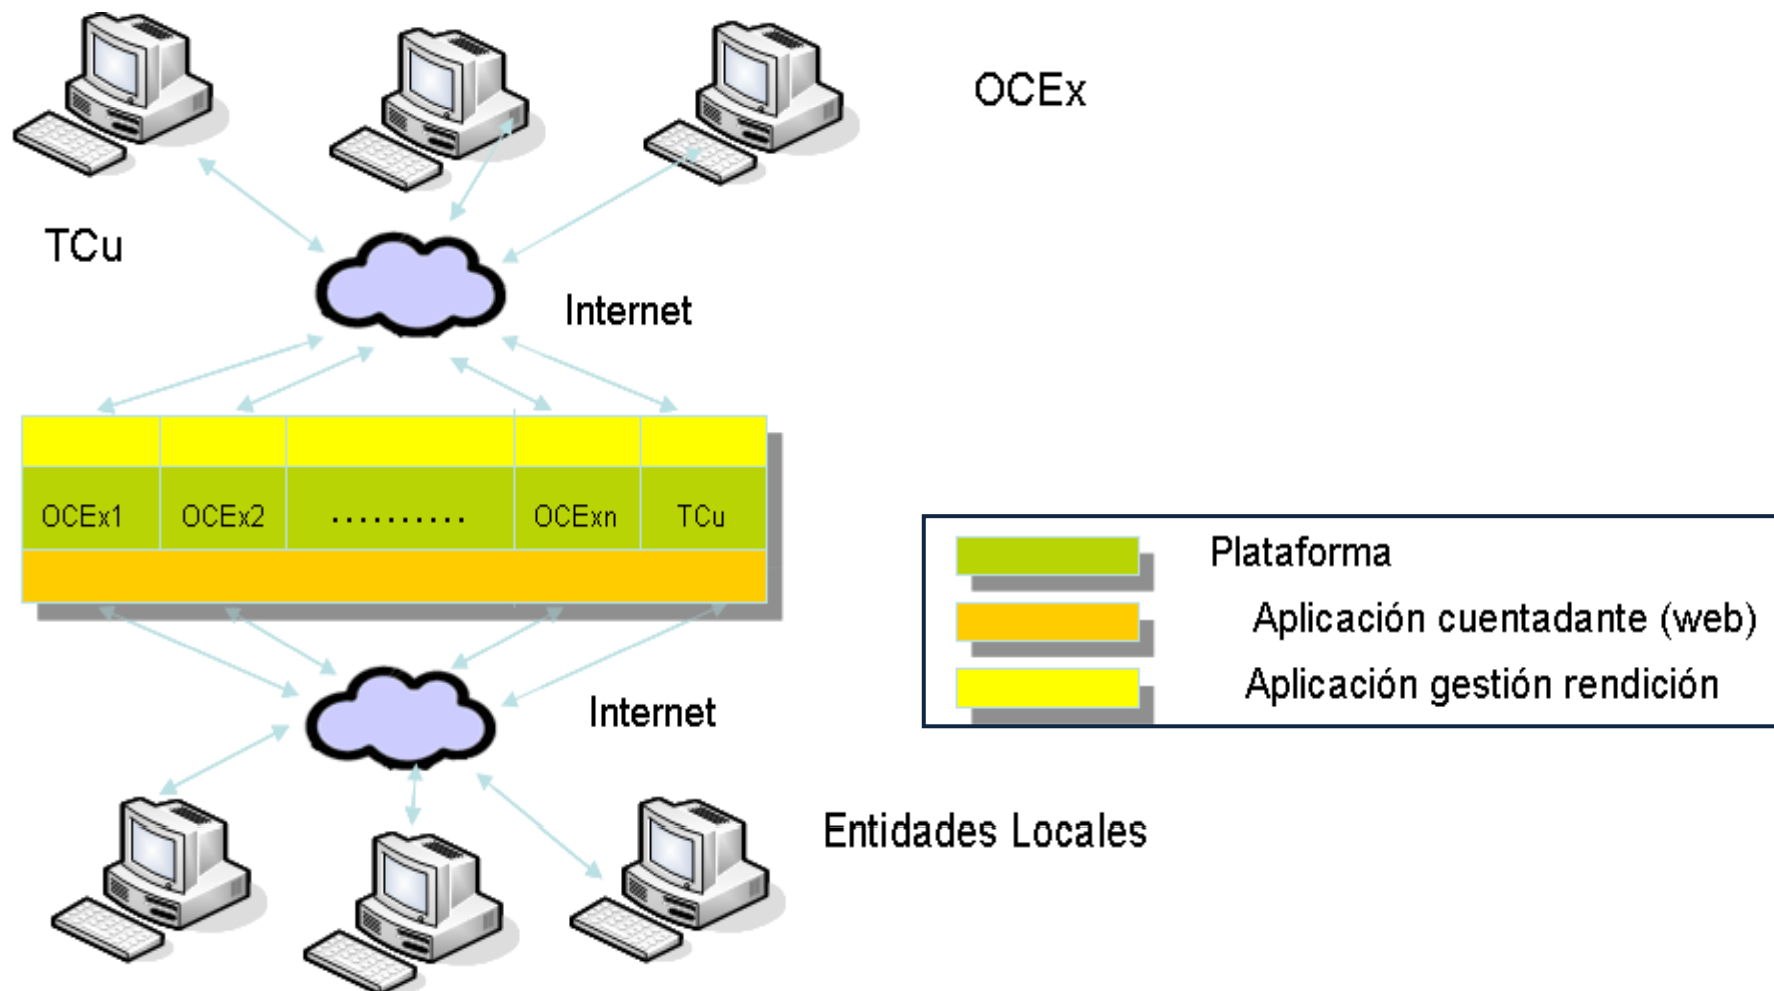 OCEx
TCu
Internet
OCEx1 OCEx2 .......... OCExn TCu
Plataforma
Aplicación cuentadante (web)
Aplicación gestión rendición
Internet
Entidades Locales